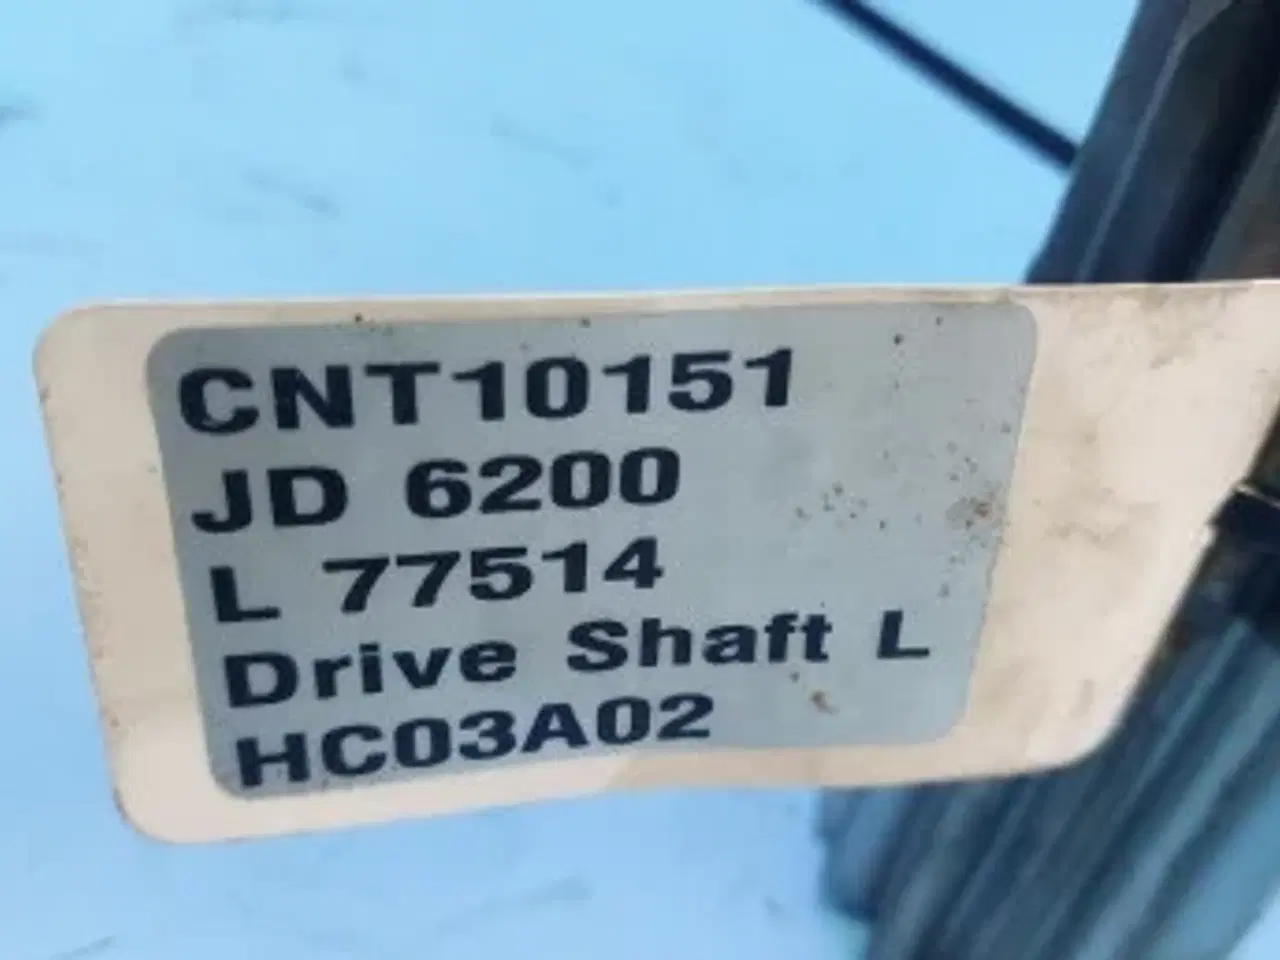 CNT10151
JD 6200
L 77514
Drive Shaft L
HC03A02